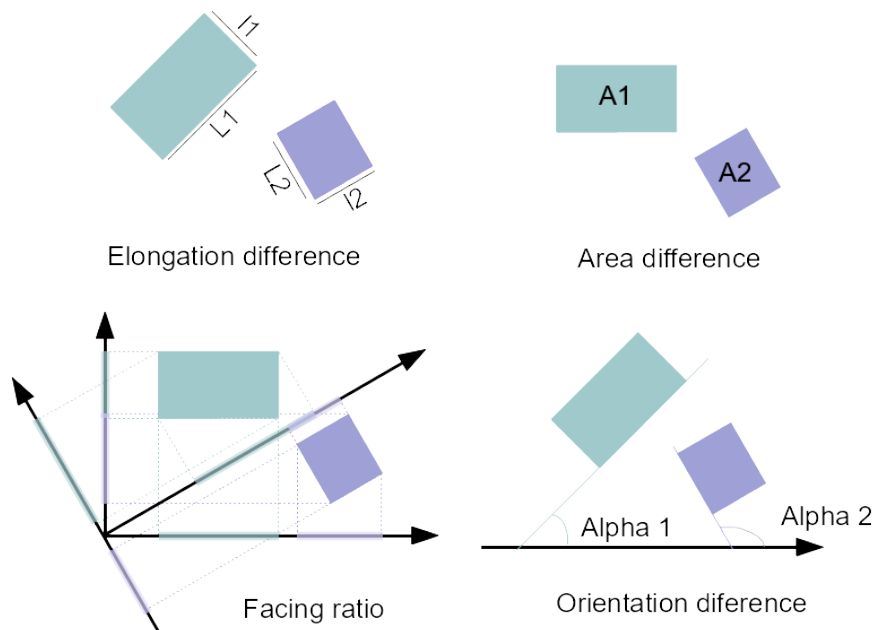 l1
L1
L2
l2
Elongation difference
A1
A2
Area difference
Facing ratio
Alpha 1
Alpha 2
Orientation diference